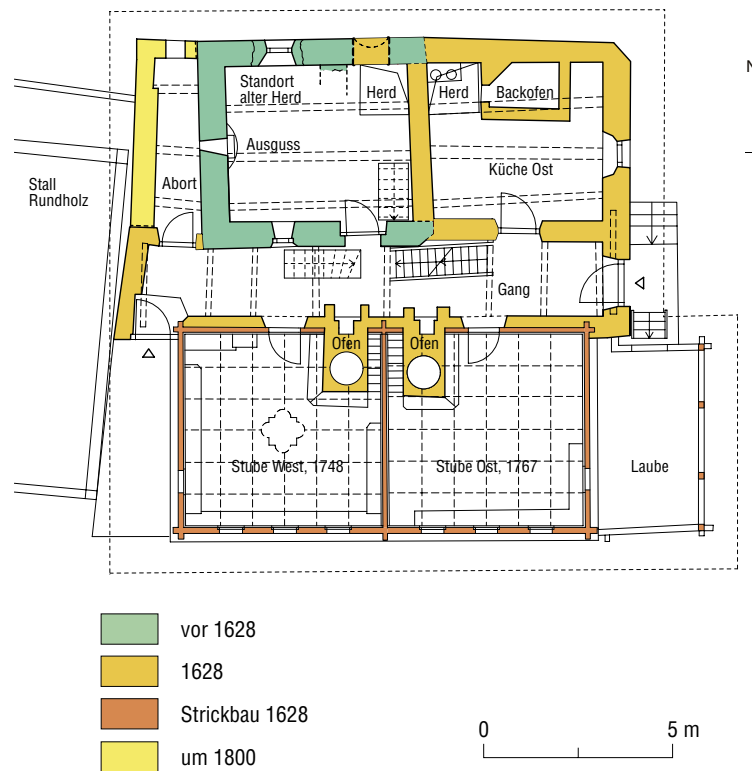 N
Standort
alter Herd
Herd
Herd
Backofen
Ausguss
Stall
Rundholz
Abort
Küche Ost
Gang
Ofen
Ofen
Stube West, 1748
Stube Ost, 1767
Laube
vor 1628
1628
Strickbau 1628
um 1800
0
5 m